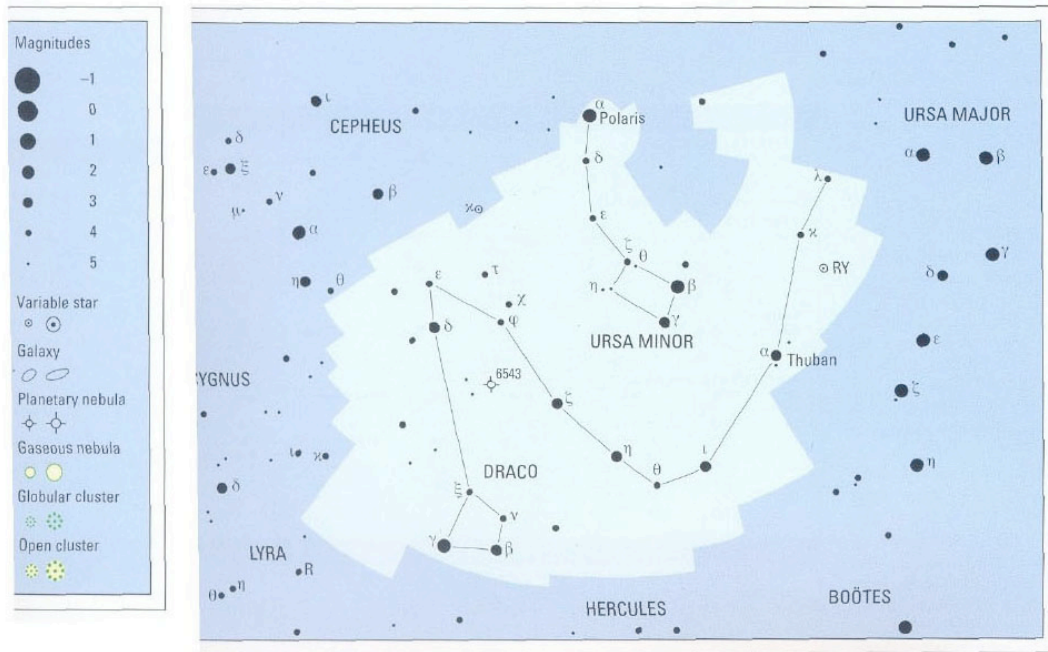 Magnitudes
−1
0
1
2
3
4
5
Variable star
Galaxy
Planetary nebula
Gaseous nebula
Globular cluster
Open cluster
CEPHEUS
ι
δ
ε
ξ
ν
μ
β
α
η
θ
ϰ
α
Polaris
δ
ε
ζ
θ
η
β
γ
URSA MINOR
URSA MAJOR
α
β
γ
δ
ε
ζ
η
λ
ϰ
RY
α
Thuban
ι
θ
η
ζ
φ
χ
τ
ε
δ
6543
DRACO
ξ
ν
γ
β
YGNUS
ι
ϰ
δ
LYRA
R
θ
η
HERCULES
BOÖTES